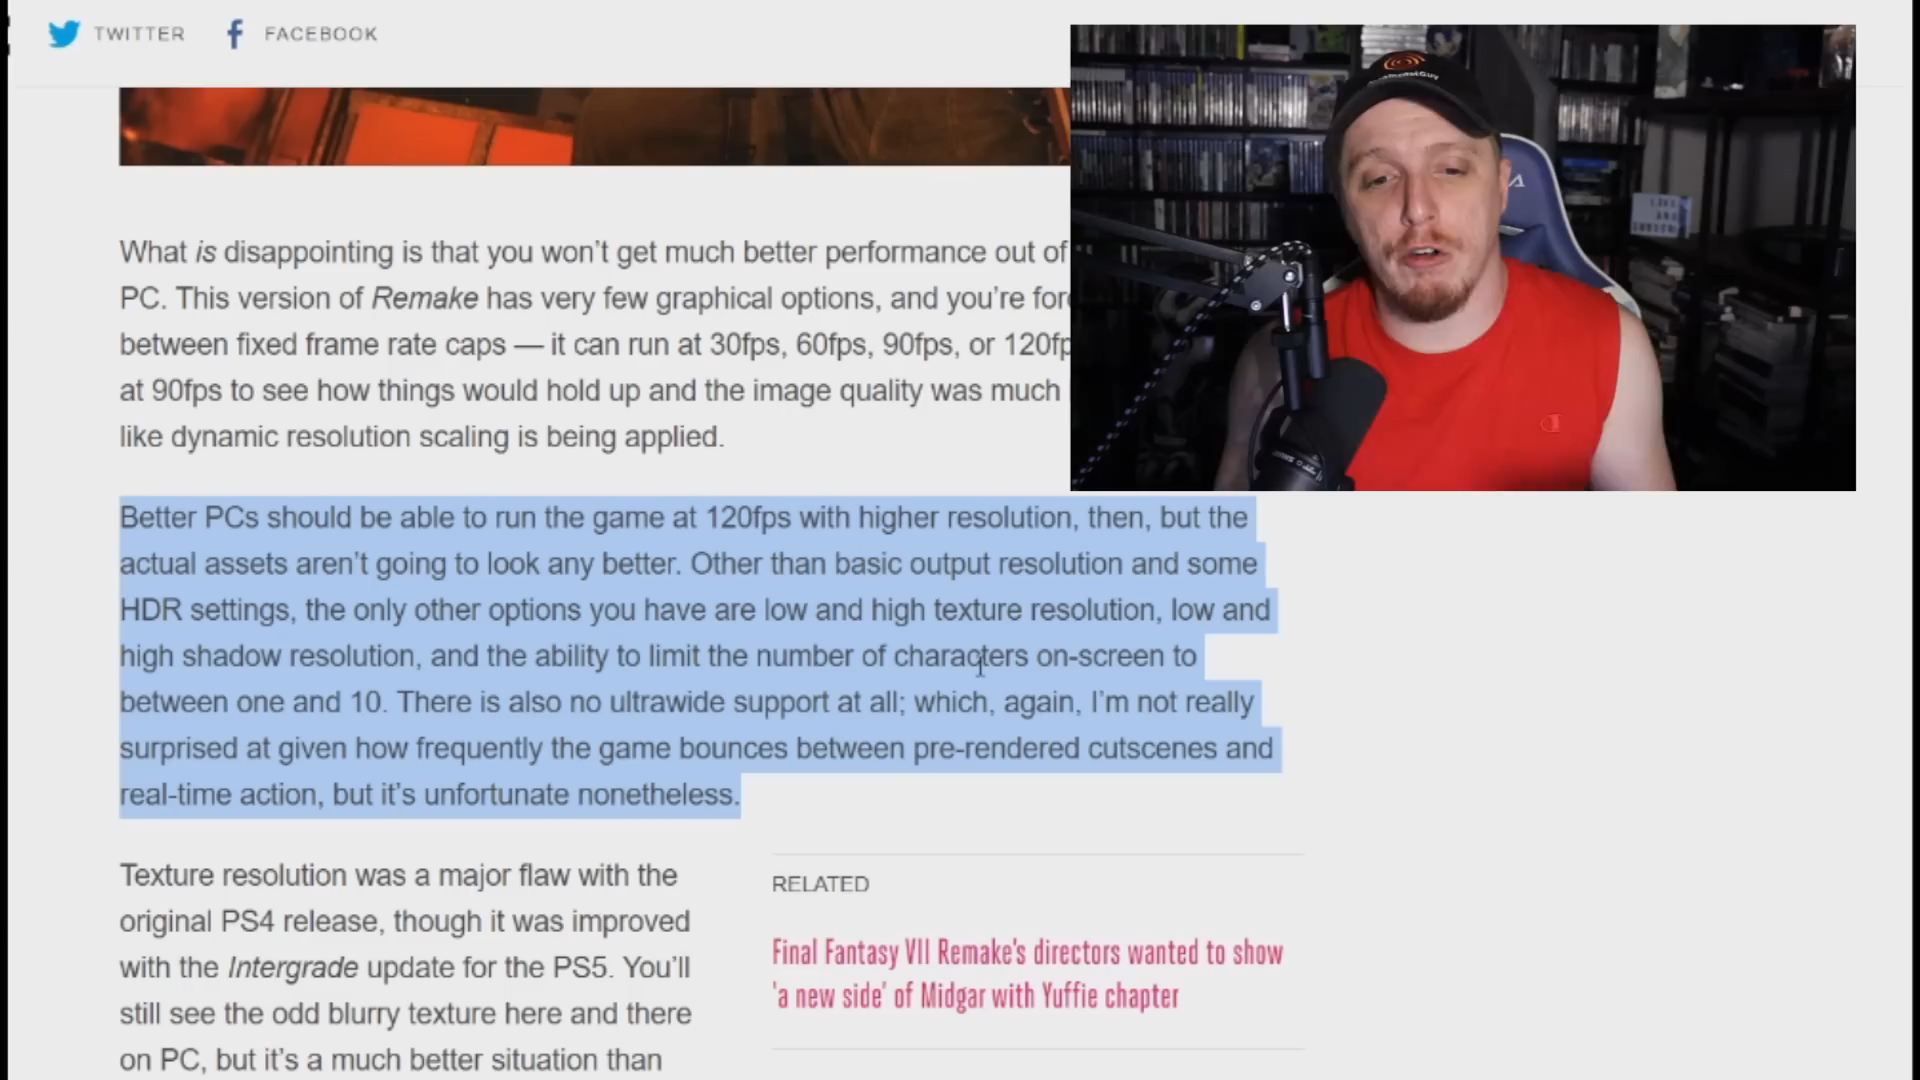 TWITTER FACEBOOK
What is disappointing is that you won't get much better performance out of
PC. This version of Remake has very few graphical options, and you're
between fixed frame rate caps — it can run at 30fps, 60fps, 90fps, or
at 90fps to see how things would hold up and the image quality was much
like dynamic resolution scaling is being applied.
Better PCs should be able to run the game at 120fps with higher resolution, then, but the
actual assets aren't going to look any better. Other than basic output resolution and some
HDR settings, the only other options you have are low and high texture resolution, low and
high shadow resolution, and the ability to limit the number of characters on-screen to
between one and 10. There is also no ultrawide support at all; which, again, I'm not really
surprised at given how frequently the game bounces between pre-rendered cutscenes and
real-time action, but it's unfortunate nonetheless.
Texture resolution was a major flaw with the
original PS4 release, though it was improved
with the Intergrade update for the PS5. You'll
still see the odd blurry texture here and there
on PC, but it's a much better situation than
RELATED
Final Fantasy VII Remake's directors wanted to show
'a new side' of Midgar with Yuffie chapter